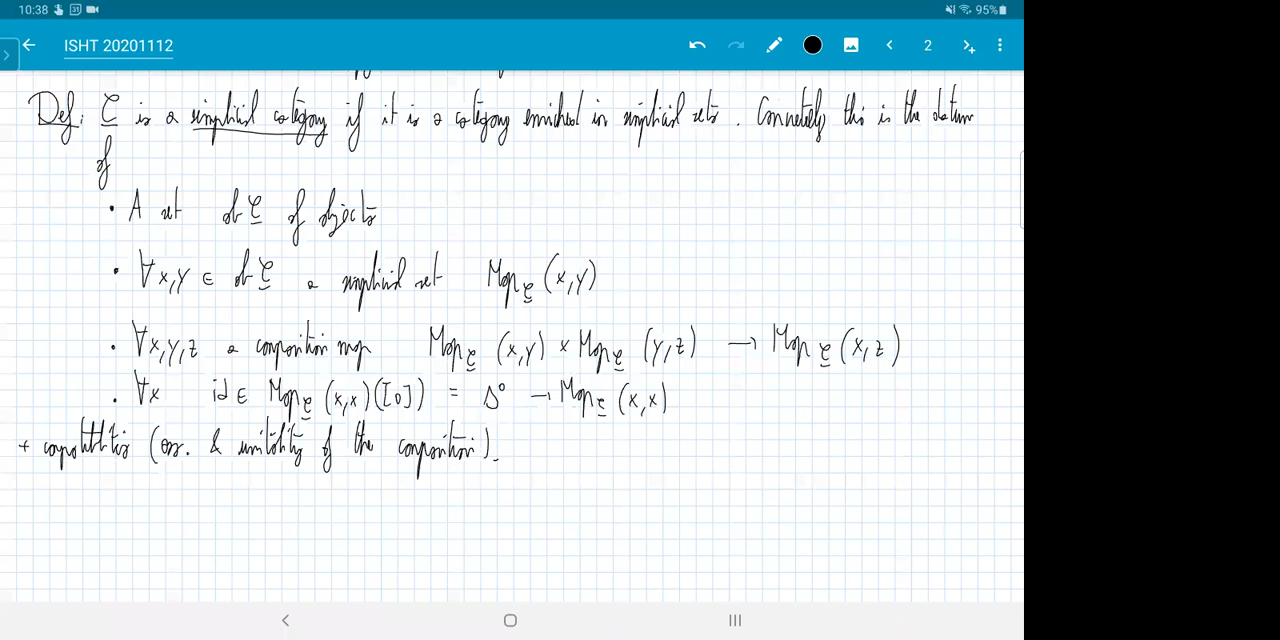 10:38
31
95%
ISHT 20201112
2
Def: C is a simplicial category if it is a category enriched in simplicial sets. Concretely this is the datum
of
· A set ob C of objects
· ∀x,y ∈ ob C a simplicial set Map_C (x,y)
· ∀x,y,z a composition map Map_C (x,y) × Map_C (y,z) → Map_C (x,z)
· ∀x id ∈ Map_C (x,x)([0]) = Δ⁰ → Map_C (x,x)
+ compatibilities (ass. & unitality of the composition).